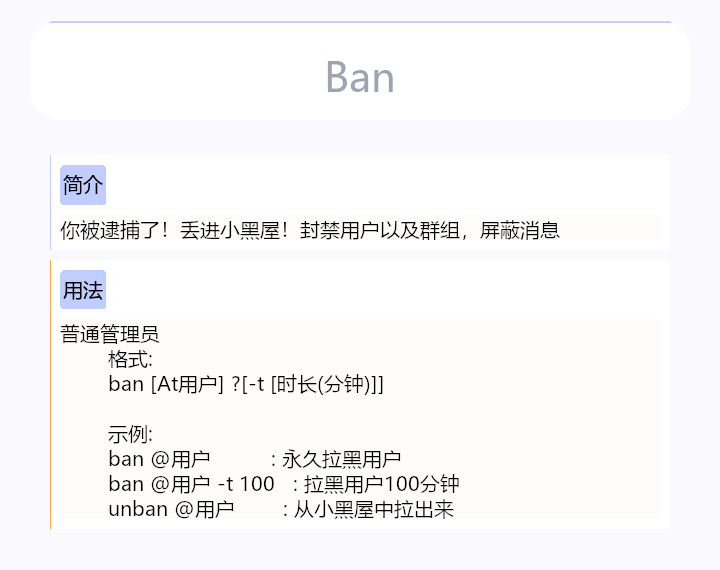 Ban
简介
你被逮捕了！丢进小黑屋！封禁用户以及群组，屏蔽消息
用法
普通管理员
格式:
ban [At用户] ?[-t [时长(分钟)]]
示例:
ban @用户 : 永久拉黑用户
ban @用户 -t 100 : 拉黑用户100分钟
unban @用户 : 从小黑屋中拉出来